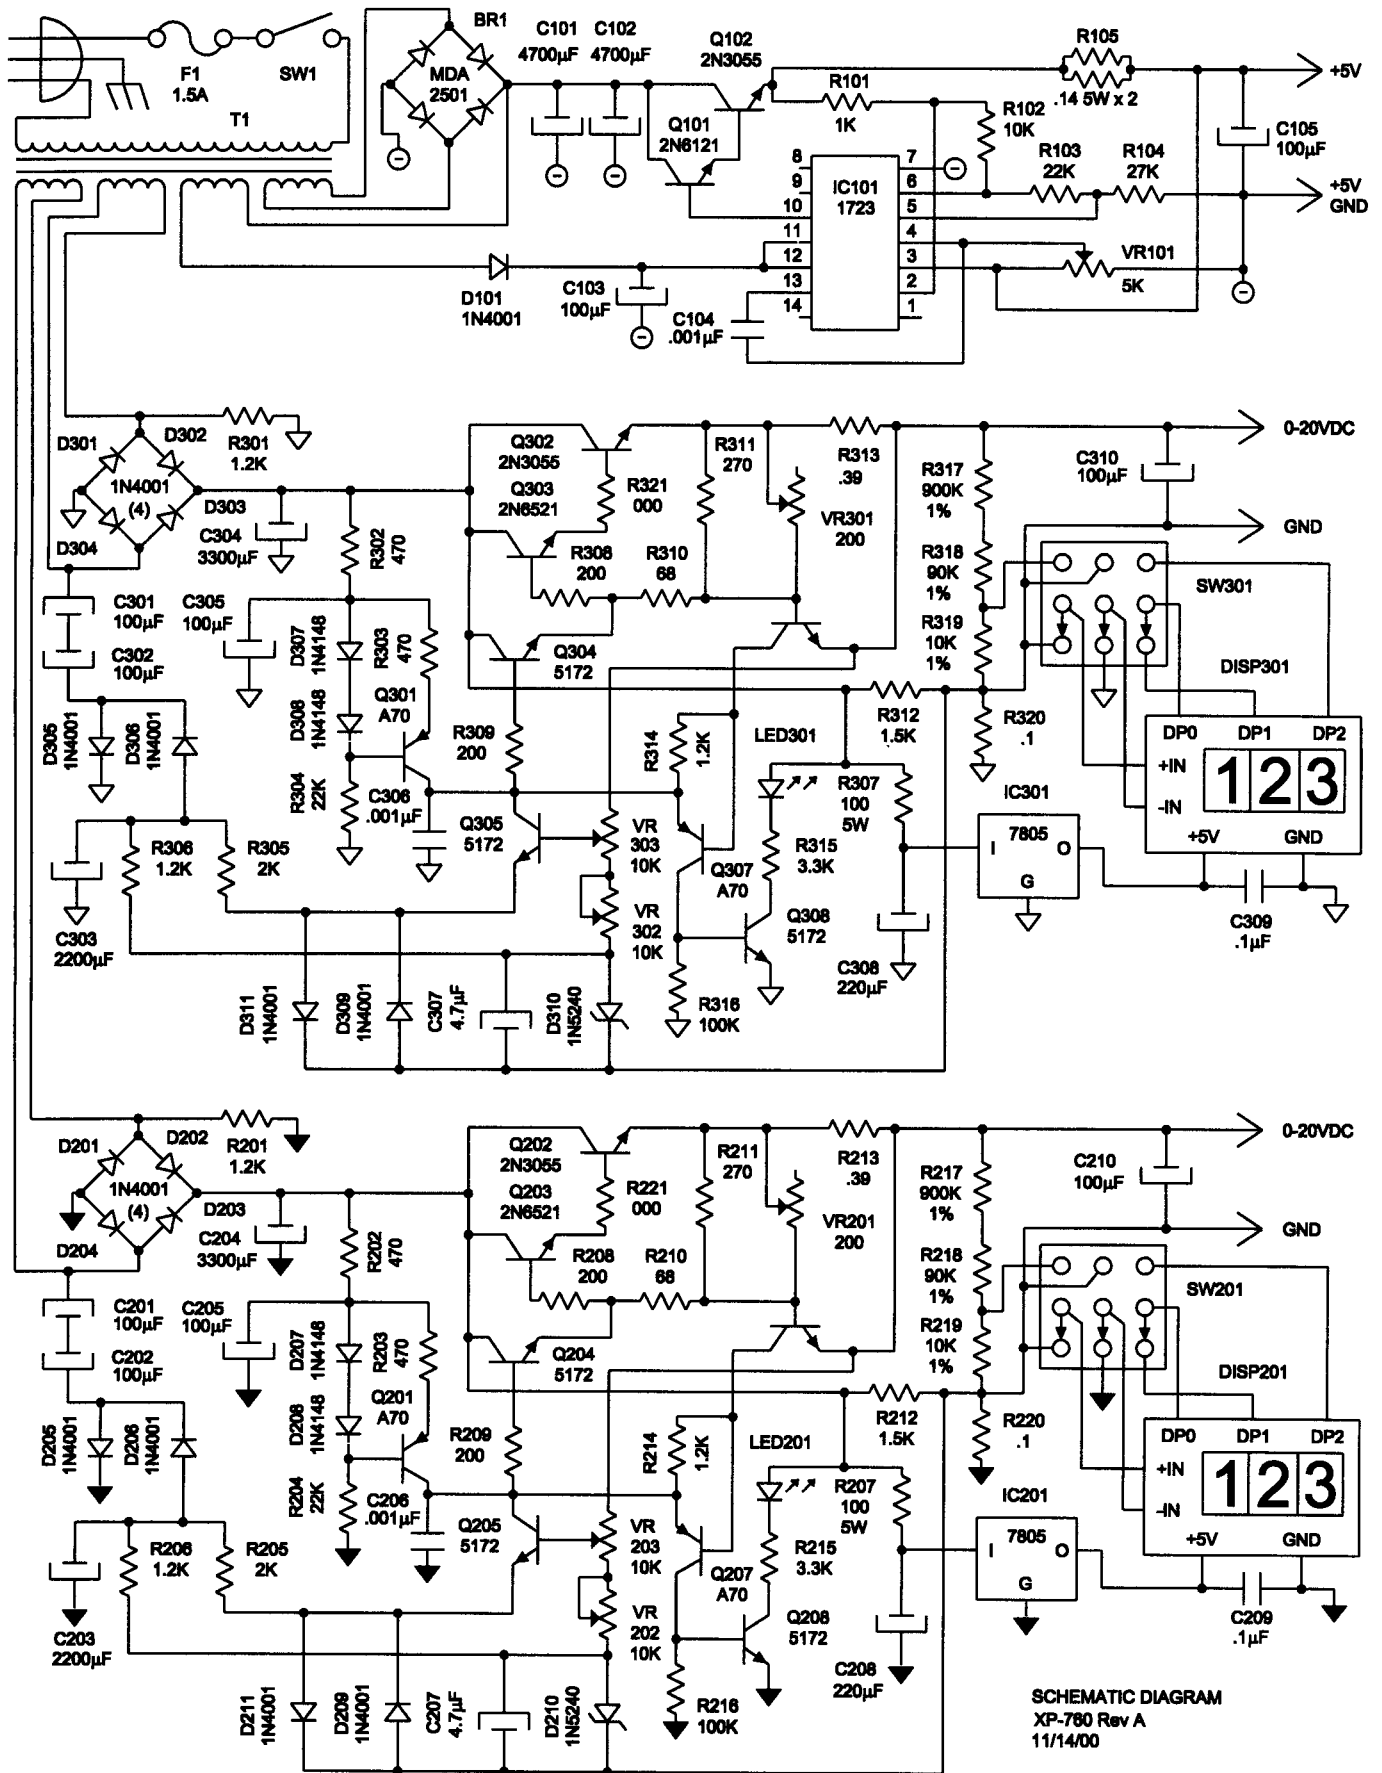 BR1
C101 C102
4700µF 4700µF
Q102
2N3055
R105
F1
1.5A
SW1
MDA
2501
R101
1K
.14 5W x 2
+5V
T1
Q101
2N6121
R102
10K
C105
100µF
R103
22K
R104
27K
8
9
10
11
12
13
14
IC101
1723
7
6
5
4
3
2
1
+5V
GND
VR101
5K
D101
1N4001
C103
100µF
C104
.001µF
D301
D302
R301
1.2K
1N4001
(4)
D303
D304
C304
3300µF
R302
470
Q302
2N3055
Q303
2N6521
R321
000
R311
270
R313
.39
VR301
200
R317
900K
1%
C310
100µF
0-20VDC
GND
C301
100µF
C302
100µF
C305
100µF
D307
1N4148
R303
470
R308
200
R310
68
R318
90K
1%
R319
10K
1%
SW301
DISP301
Q304
5172
D305
1N4001
D306
1N4001
D308
1N4148
Q301
A70
R309
200
R314
1.2K
LED301
R312
1.5K
R320
.1
DP0 DP1 DP2
+IN
-IN
123
+5V GND
R304
22K
C306
.001µF
Q305
5172
VR
303
10K
R307
100
5W
IC301
7805
I O
G
R306
1.2K
R305
2K
Q307
A70
R315
3.3K
VR
302
10K
Q308
5172
C303
2200µF
C309
.1µF
C308
220µF
D311
1N4001
D309
1N4001
C307
4.7µF
D310
1N5240
R316
100K
D201
D202
R201
1.2K
1N4001
(4)
D203
D204
C204
3300µF
R202
470
Q202
2N3055
Q203
2N6521
R221
000
R211
270
R213
.39
VR201
200
R217
900K
1%
C210
100µF
0-20VDC
GND
C201
100µF
C202
100µF
C205
100µF
D207
1N4148
R203
470
R208
200
R210
68
R218
90K
1%
R219
10K
1%
SW201
DISP201
Q204
5172
D205
1N4001
D206
1N4001
D208
1N4148
Q201
A70
R209
200
R214
1.2K
LED201
R212
1.5K
R220
.1
DP0 DP1 DP2
+IN
-IN
123
+5V GND
R204
22K
C206
.001µF
Q205
5172
VR
203
10K
R207
100
5W
IC201
7805
I O
G
R206
1.2K
R205
2K
Q207
A70
R215
3.3K
VR
202
10K
Q208
5172
C203
2200µF
C209
.1µF
C208
220µF
D211
1N4001
D209
1N4001
C207
4.7µF
D210
1N5240
R216
100K
SCHEMATIC DIAGRAM
XP-760 Rev A
11/14/00